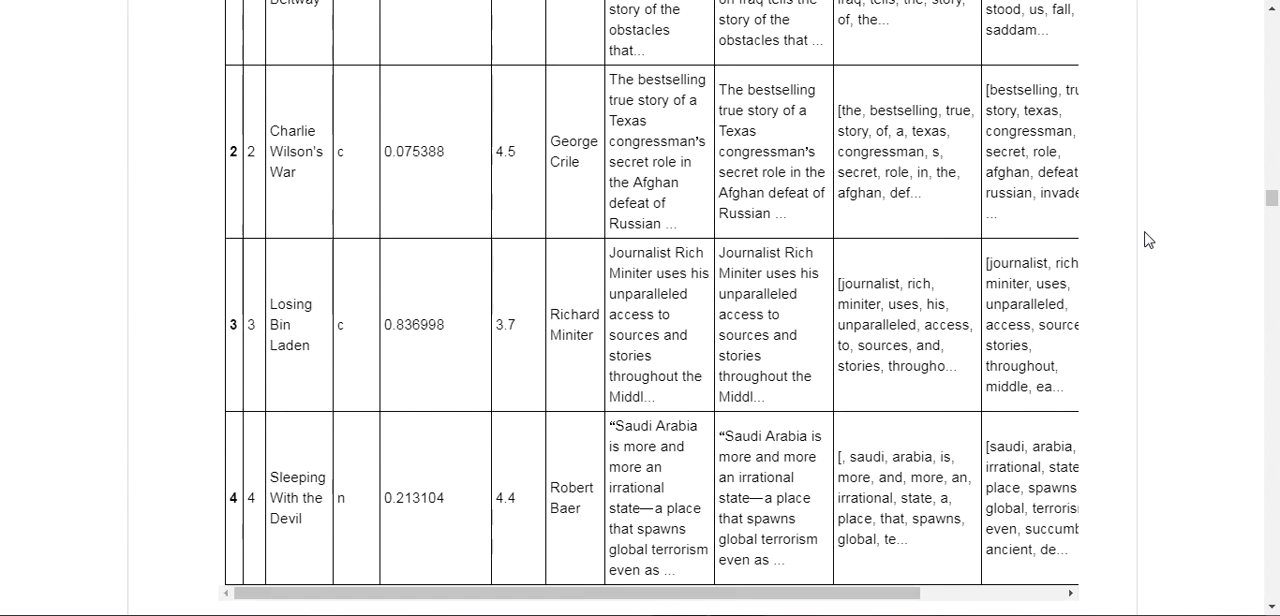 Beltway
story of the
obstacles
that...
on Iraq tells the
story of the
obstacles that ...
iraq, tells, the, story,
of, the...
stood, us, fall,
saddam...
2
2
Charlie
Wilson's
War
c
0.075388
4.5
George
Crile
The bestselling
true story of a
Texas
congressman's
secret role in
the Afghan
defeat of
Russian ...
The bestselling
true story of a
Texas
congressman's
secret role in the
Afghan defeat of
Russian ...
[the, bestselling, true,
story, of, a, texas,
congressman, s,
secret, role, in, the,
afghan, def...
[bestselling, tru
story, texas,
congressman,
secret, role,
afghan, defeat
russian, invade
...
3
3
Losing
Bin
Laden
c
0.836998
3.7
Richard
Miniter
Journalist Rich
Miniter uses his
unparalleled
access to
sources and
stories
throughout the
Middl...
Journalist Rich
Miniter uses his
unparalleled
access to
sources and
stories
throughout the
Middl...
[journalist, rich,
miniter, uses, his,
unparalleled, access,
to, sources, and,
stories, througho...
[journalist, rich
miniter, uses,
unparalleled,
access, source
stories,
throughout,
middle, ea...
4
4
Sleeping
With the
Devil
n
0.213104
4.4
Robert
Baer
“Saudi Arabia
is more and
more an
irrational
state—a place
that spawns
global terrorism
even as ...
“Saudi Arabia is
more and more
an irrational
state—a place
that spawns
global terrorism
even as ...
[, saudi, arabia, is,
more, and, more, an,
irrational, state, a,
place, that, spawns,
global, te...
[saudi, arabia,
irrational, state
place, spawns
global, terroris
even, succumb
ancient, de...